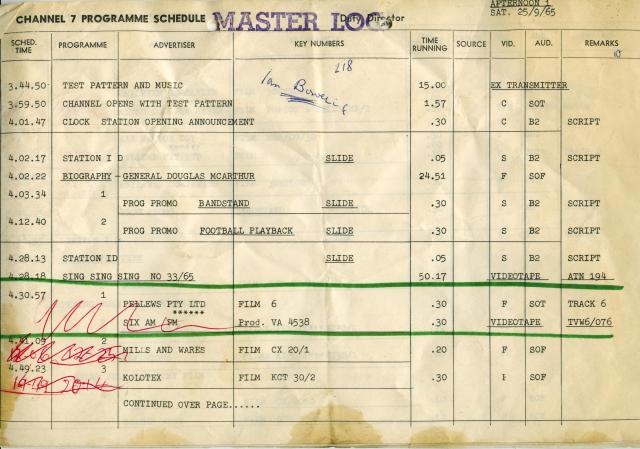 AFTERNOON 1
CHANNEL 7 PROGRAMME SCHEDULE MASTER LOG Duty Director
SAT. 25/9/65
SCHED. TIME PROGRAMME ADVERTISER KEY NUMBERS TIME RUNNING SOURCE VID. AUD. REMARKS
218
3.44.50 TEST PATTERN AND MUSIC 15.00 EX TRANSMITTER
Ian Bowering
3.59.50 CHANNEL OPENS WITH TEST PATTERN 1.57 C SOT
4.01.47 CLOCK STATION OPENING ANNOUNCEMENT .30 C B2 SCRIPT
4.02.17 STATION I D SLIDE .05 S B2 SCRIPT
4.02.22 BIOGRAPHY - GENERAL DOUGLAS MCARTHUR 24.51 F SOF
4.03.34 1
PROG PROMO BANDSTAND SLIDE .30 S B2 SCRIPT
4.12.40 2
PROG PROMO FOOTBALL PLAYBACK SLIDE .30 S B2 SCRIPT
4.28.13 STATION ID SLIDE .05 S B2 SCRIPT
4.28.18 SING SING SING NO 33/65 50.17 VIDEOTAPE ATN 194
4.30.57 1
PELLEWS PTY LTD FILM 6 .30 F SOT TRACK 6
******
SIX AM PM Prod. VA 4538 .30 VIDEOTAPE TVW6/076
4.41.09 2
MILLS AND WARES FILM CX 20/1 .20 F SOF
4.49.23 3
KOLOTEX FILM KCT 30/2 .30 F SOF
CONTINUED OVER PAGE......